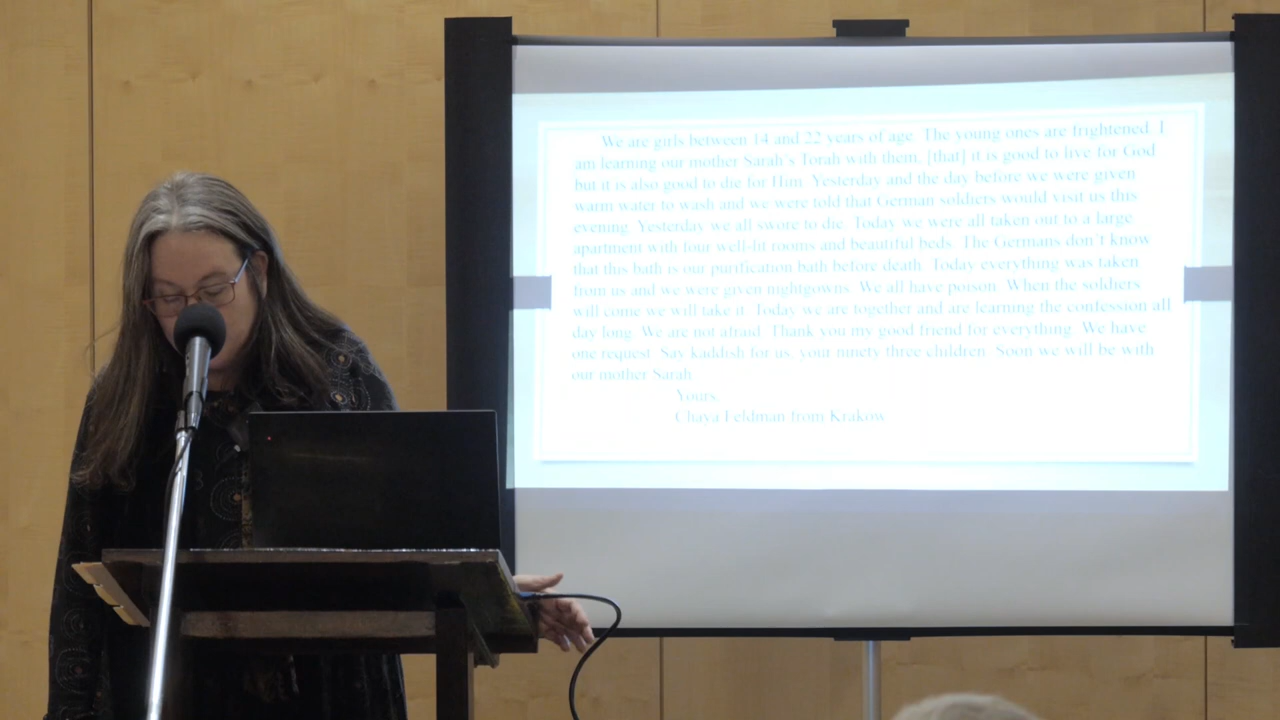 We are girls between 14 and 22 years of age. The young ones are frightened. I
am learning our mother Sarah's Torah with them, [that] it is good to live for God
but it is also good to die for Him. Yesterday and the day before we were given
warm water to wash and we were told that German soldiers would visit us this
evening. Yesterday we all swore to die. Today we were all taken out to a large
apartment with four well-lit rooms and beautiful beds. The Germans don't know
that this bath is our purification bath before death. Today everything was taken
from us and we were given nightgowns. We all have poison. When the soldiers
will come we will take it. Today we are together and are learning the confession all
day long. We are not afraid. Thank you my good friend for everything. We have
one request. Say kaddish for us, your ninety three children. Soon we will be with
our mother Sarah.
Yours,
Chaya Feldman from Krakow